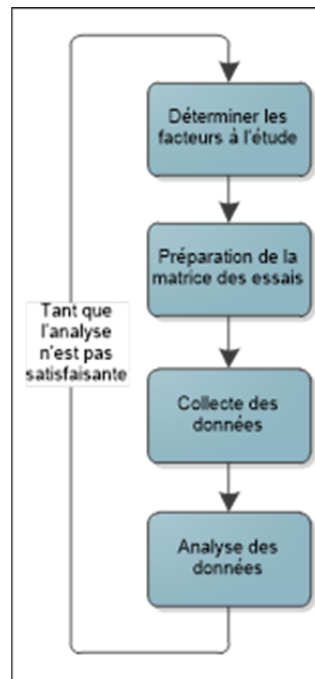 Déterminer les
facteurs à l'étude
Préparation de la
matrice des essais
Tant que
l'analyse
n'est pas
satisfaisante
Collecte des
données
Analyse des
données